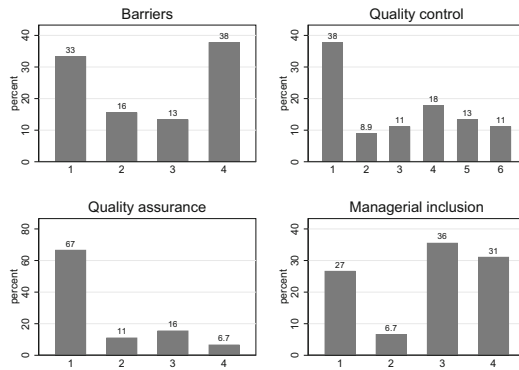 Barriers
percent
0 10 20 30 40
33
16
13
38
1 2 3 4
Quality control
percent
0 10 20 30 40
38
8.9
11
18
13
11
1 2 3 4 5 6
Quality assurance
percent
0 20 40 60 80
67
11
16
6.7
1 2 3 4
Managerial inclusion
percent
0 10 20 30 40
27
6.7
36
31
1 2 3 4